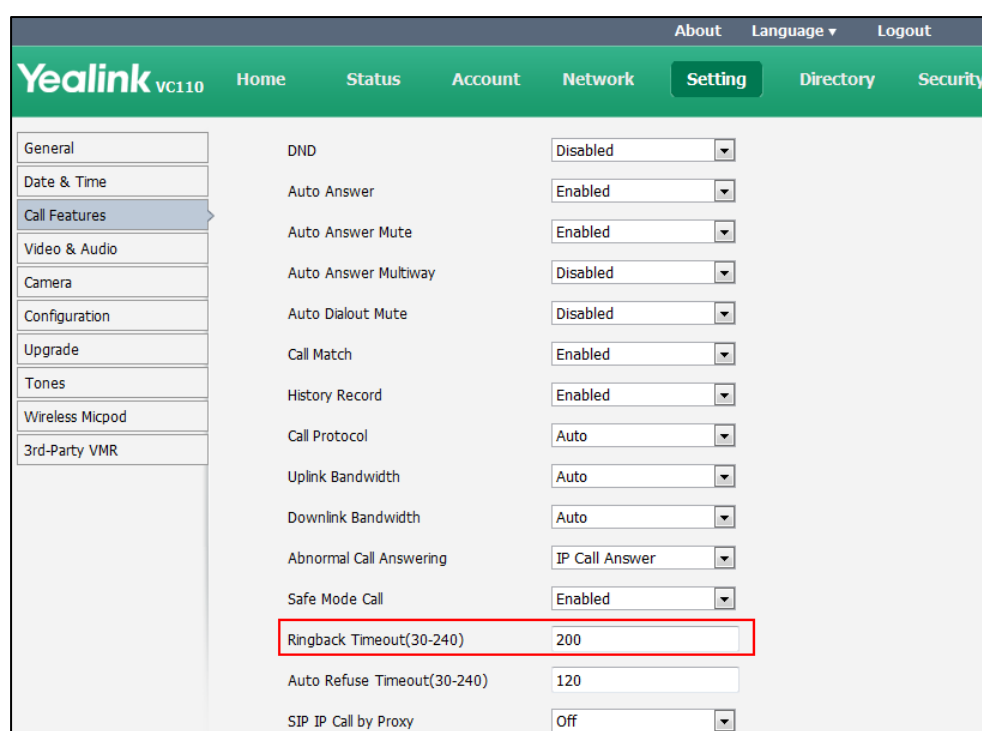 About Language ▾ Logout
Yealink VC110 Home Status Account Network Setting Directory Security
General
Date & Time
Call Features
Video & Audio
Camera
Configuration
Upgrade
Tones
Wireless Micpod
3rd-Party VMR
DND Disabled
Auto Answer Enabled
Auto Answer Mute Enabled
Auto Answer Multiway Disabled
Auto Dialout Mute Disabled
Call Match Enabled
History Record Enabled
Call Protocol Auto
Uplink Bandwidth Auto
Downlink Bandwidth Auto
Abnormal Call Answering IP Call Answer
Safe Mode Call Enabled
Ringback Timeout(30-240) 200
Auto Refuse Timeout(30-240) 120
SIP IP Call by Proxy Off